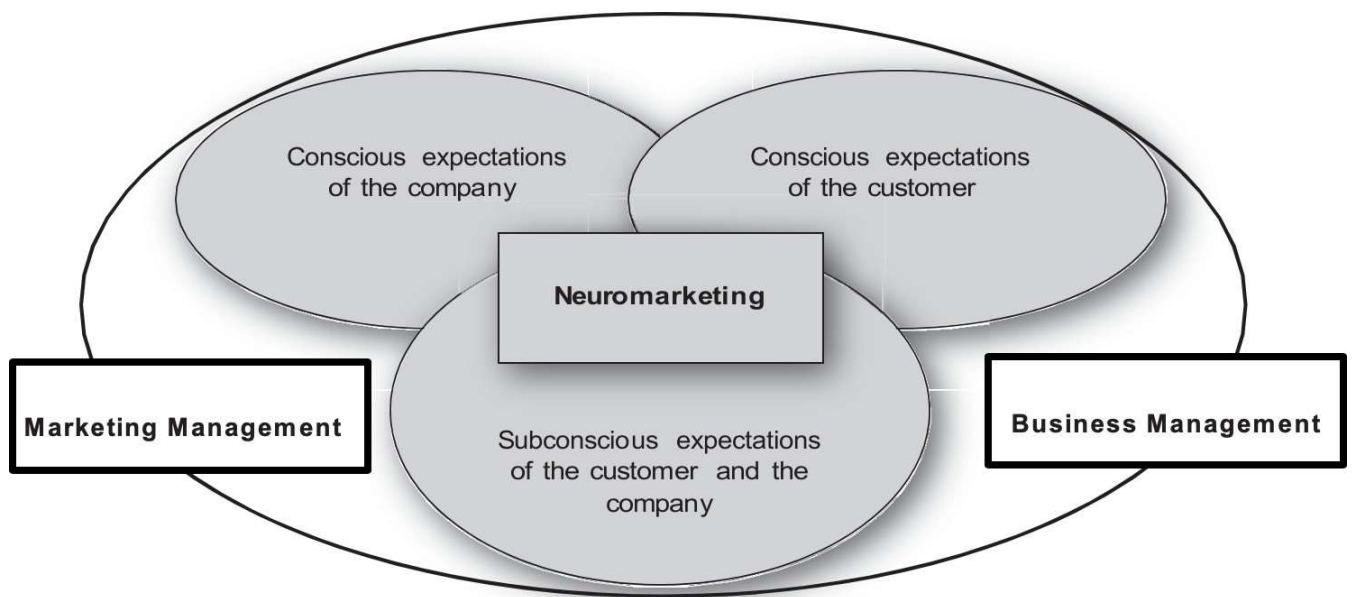 Conscious expectations
of the company
Conscious expectations
of the customer
Neuromarketing
Marketing Management
Business Management
Subconscious expectations
of the customer and the
company